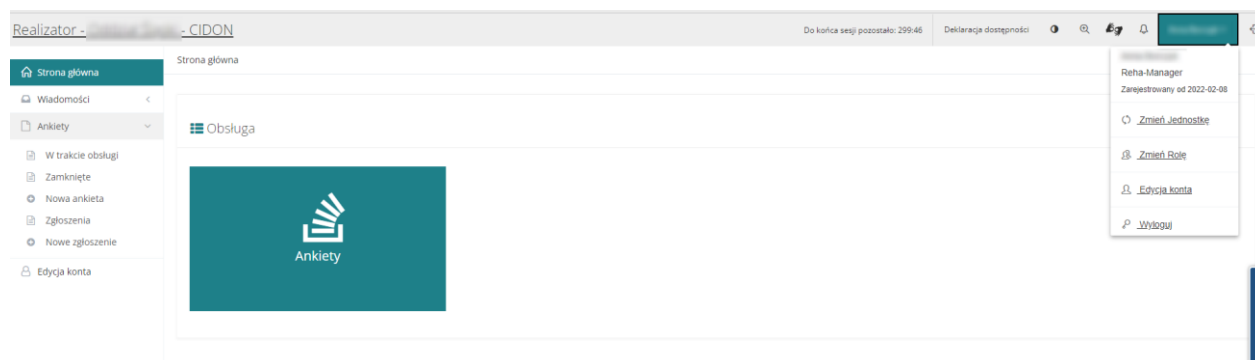 Realizator - - CIDON
Do końca sesji pozostało: 299:46
Deklaracja dostępności
Strona główna
Wiadomości
Ankiety
W trakcie obsługi
Zamknięte
Nowa ankieta
Zgłoszenia
Nowe zgłoszenie
Edycja konta
Strona główna
Obsługa
Ankiety
Reha-Manager
Zarejestrowany od 2022-02-08
Zmień Jednostkę
Zmień Rolę
Edycja konta
Wyloguj